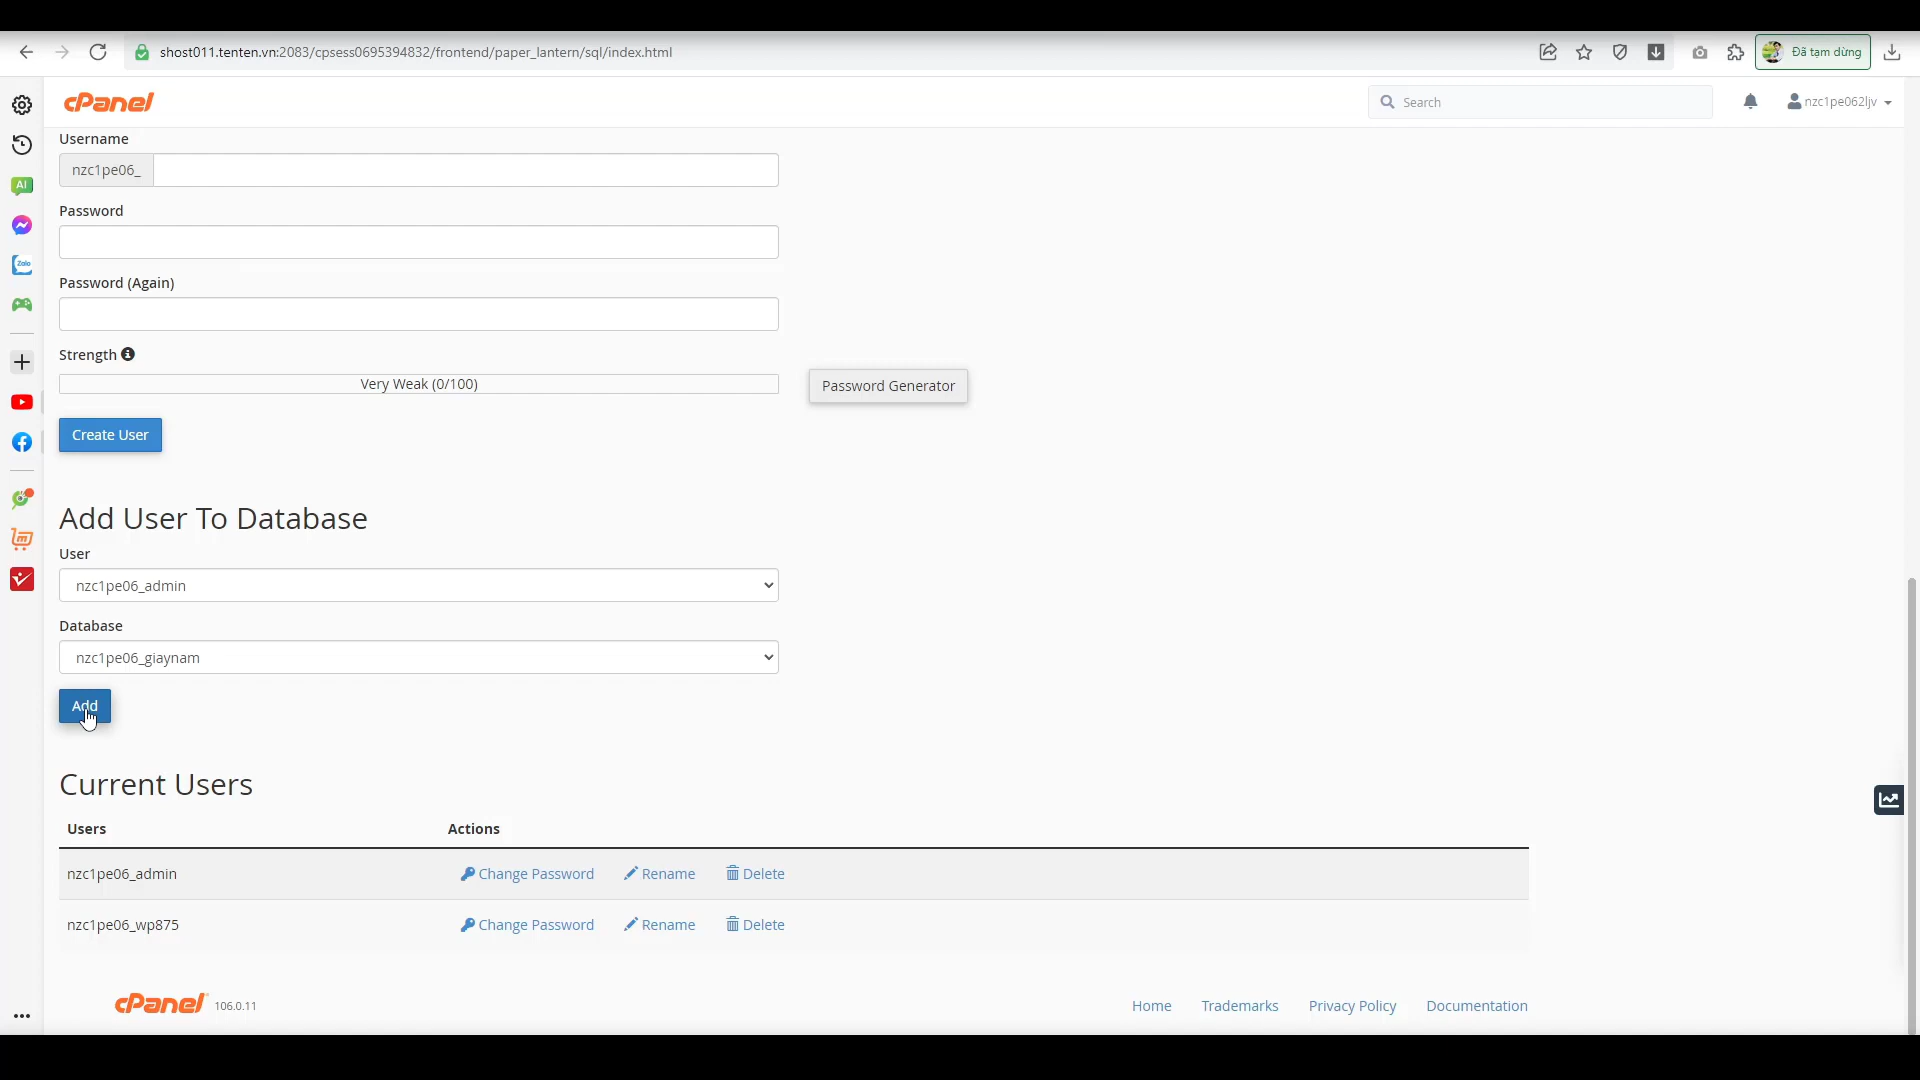 shost011.tenten.vn:2083/cpsess0695394832/frontend/paper_lantern/sql/index.html
Đã tạm dừng
cPanel
Search
nzc1pe062ljv
AI
Username
nzc1pe06_
Password
Zalo
Password (Again)
Strength
Very Weak (0/100)
Password Generator
Create User
Add User To Database
User
nzc1pe06_admin
Database
nzc1pe06_giaynam
Add
Current Users
Users Actions
nzc1pe06_admin Change Password Rename Delete
nzc1pe06_wp875 Change Password Rename Delete
cPanel 106.0.11 Home Trademarks Privacy Policy Documentation